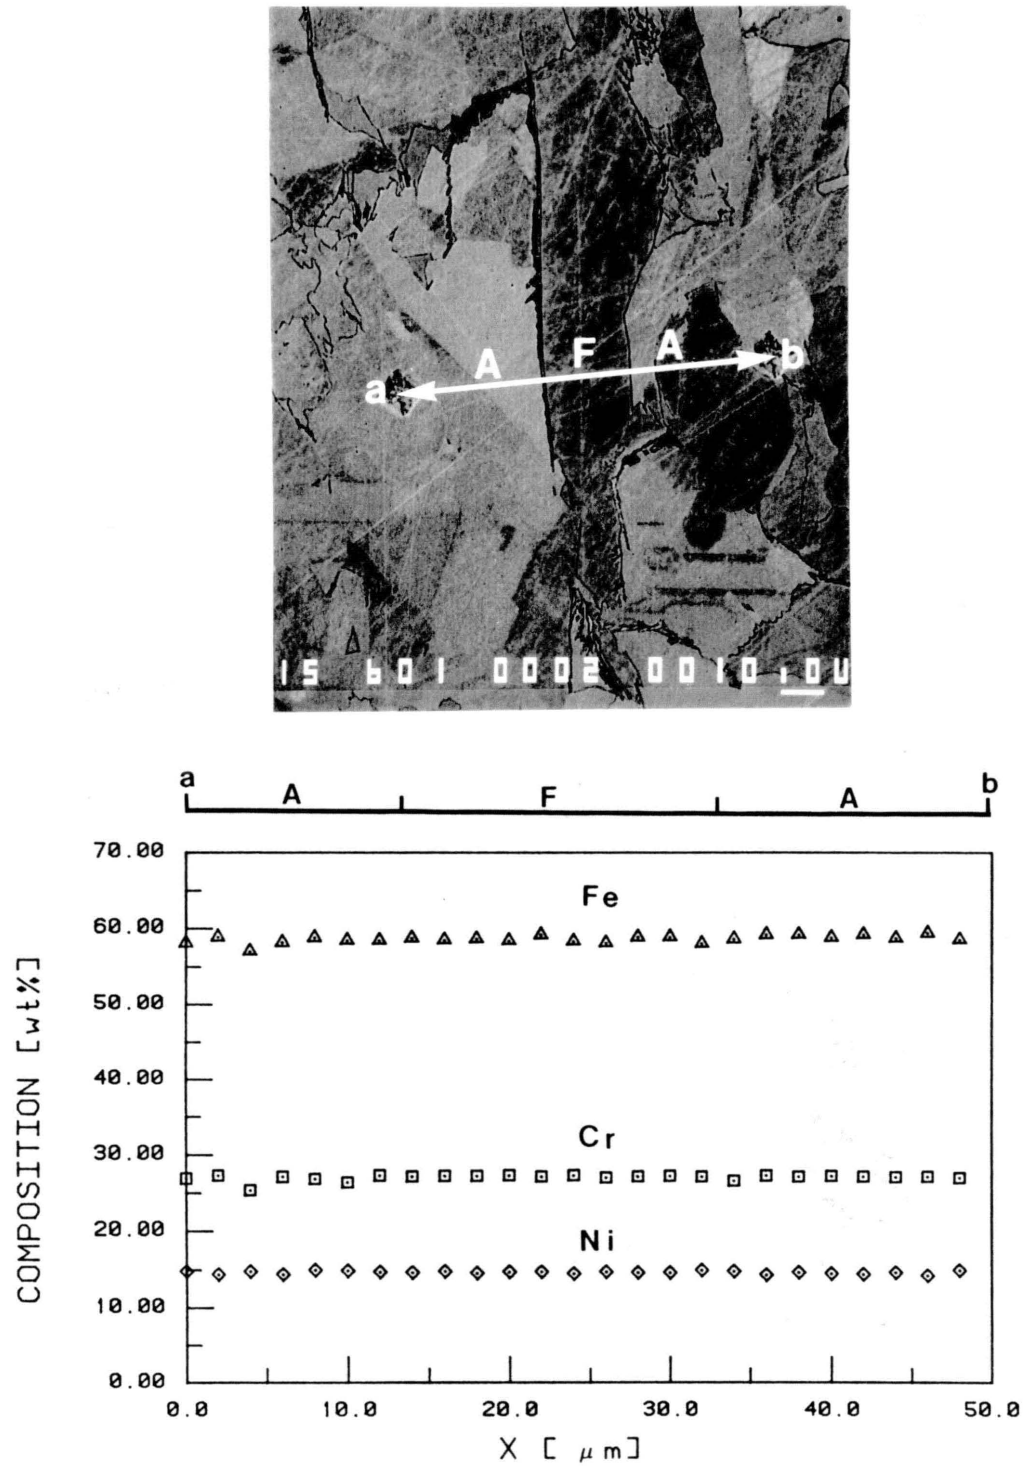 A F A
a b
15 601 0002 0010 10U
a A F A b
70.00
Fe
60.00
50.00
40.00
Cr
30.00
20.00
Ni
10.00
0.00
0.0 10.0 20.0 30.0 40.0 50.0
X [ μm]
COMPOSITION [wt%]